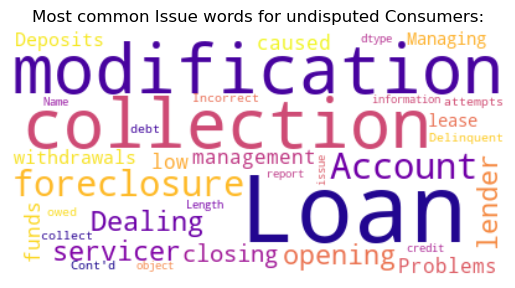 Most common Issue words for undisputed Consumers:
Deposits caused dtype Managing
modification
Name Incorrect information attempts
collection debt lease
Delinquent
withdrawals low management issue Account
foreclosure report Loan lender
funds owed Dealing Length
collect servicer closing opening credit Problems
Cont'd object